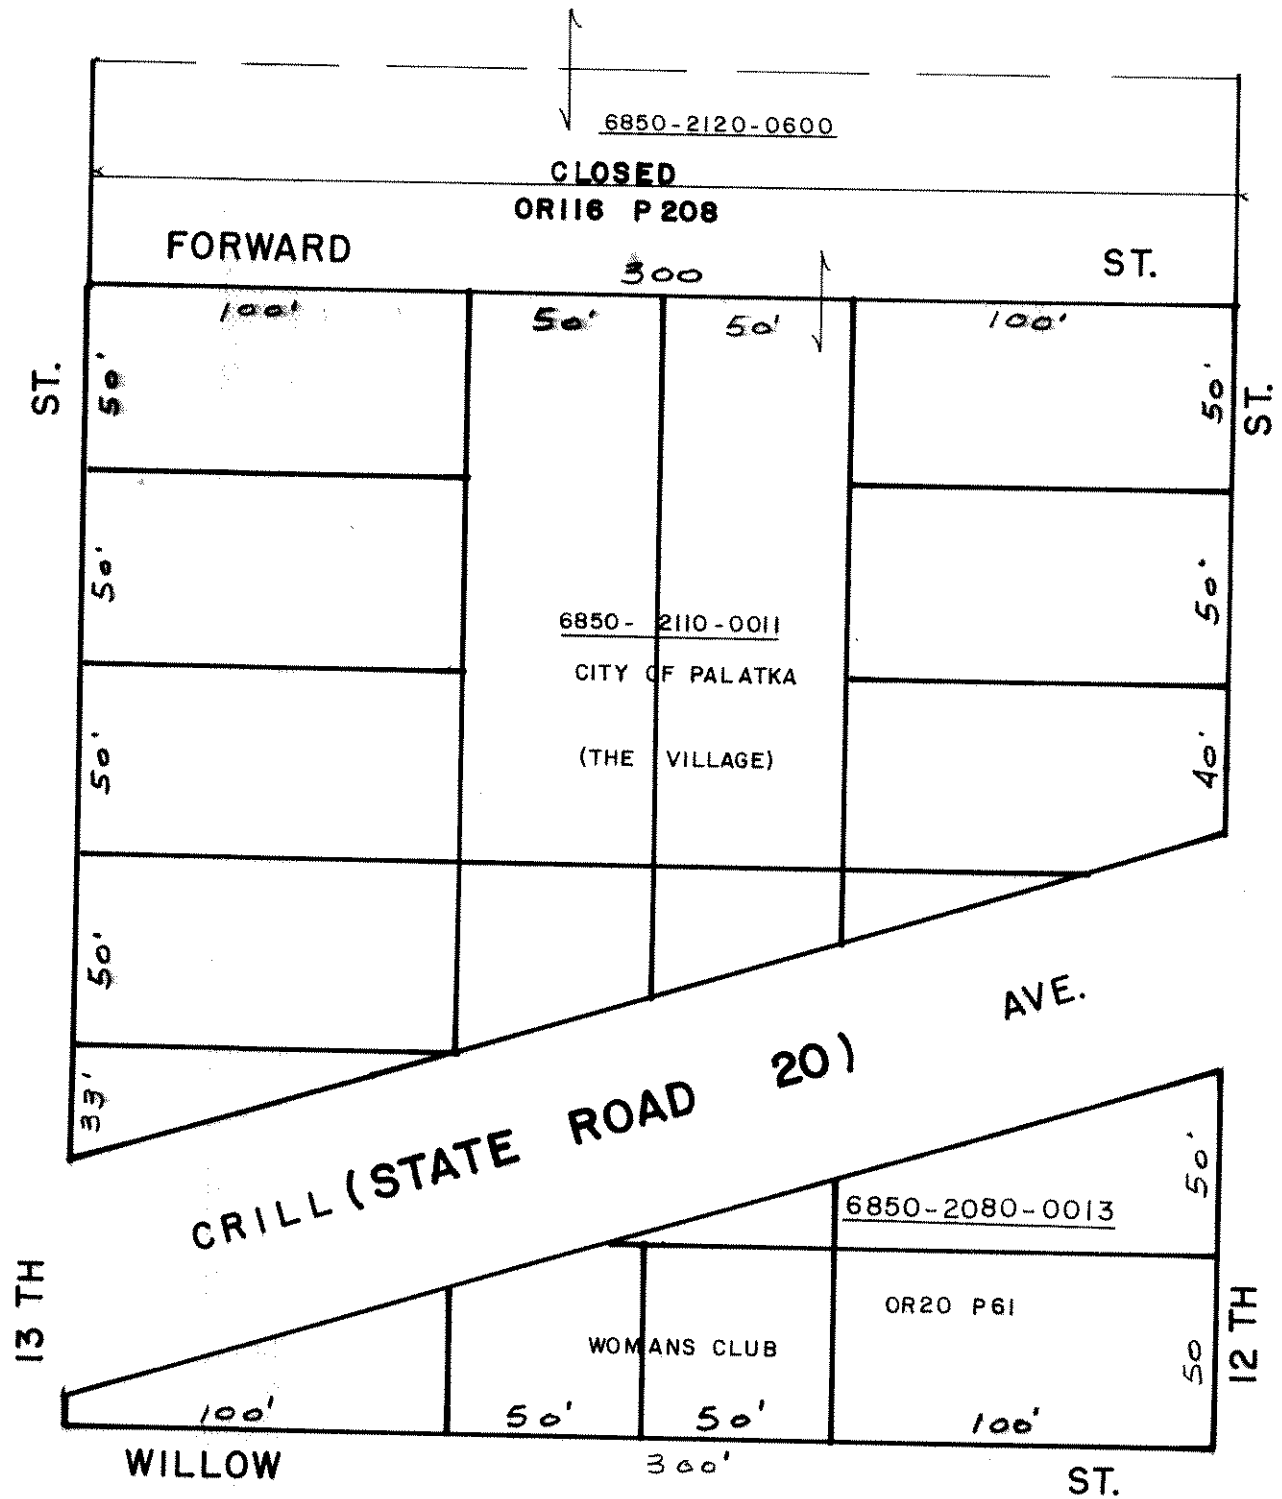 6850-2120-0600
CLOSED
OR116 P 208
FORWARD ST.
300
100' 50' 50' 100'
ST.
50'
50'
ST.
50'
50'
6850-2110-0011
CITY OF PALATKA
(THE VILLAGE)
50'
40'
50'
33'
CRILL (STATE ROAD 20) AVE.
13 TH
6850-2080-0013
50'
OR20 P61
WOMANS CLUB
50
12 TH
100' 50' 50' 100'
WILLOW ST.
300'